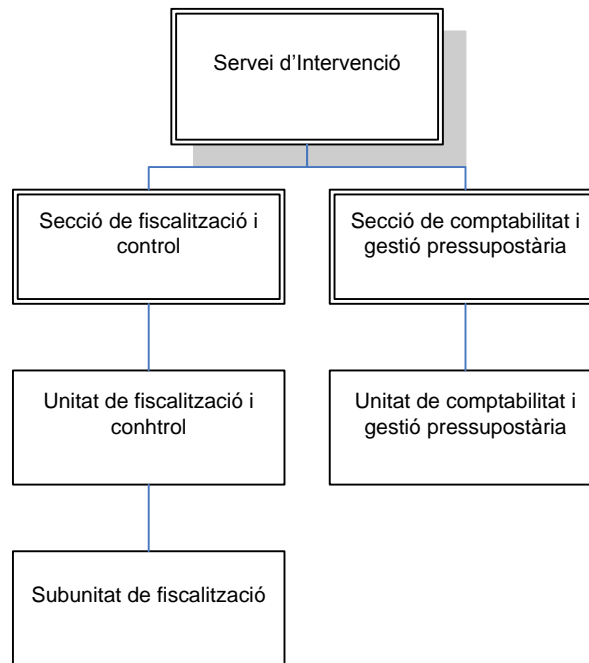 Servei d’Intervenció
Secció de fiscalització i
control
Secció de comptabilitat i
gestió pressupostària
Unitat de fiscalització i
conhtrol
Unitat de comptabilitat i
gestió pressupostària
Subunitat de fiscalització